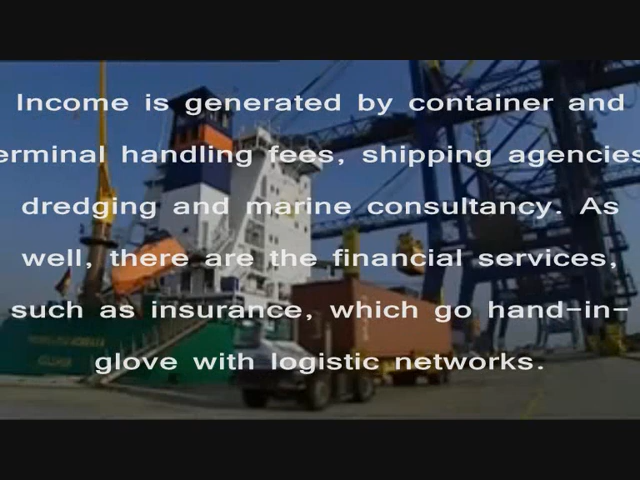 Income is generated by container and
erminal handling fees, shipping agencies
dredging and marine consultancy. As
well, there are the financial services,
such as insurance, which go hand-in-
glove with logistic networks.